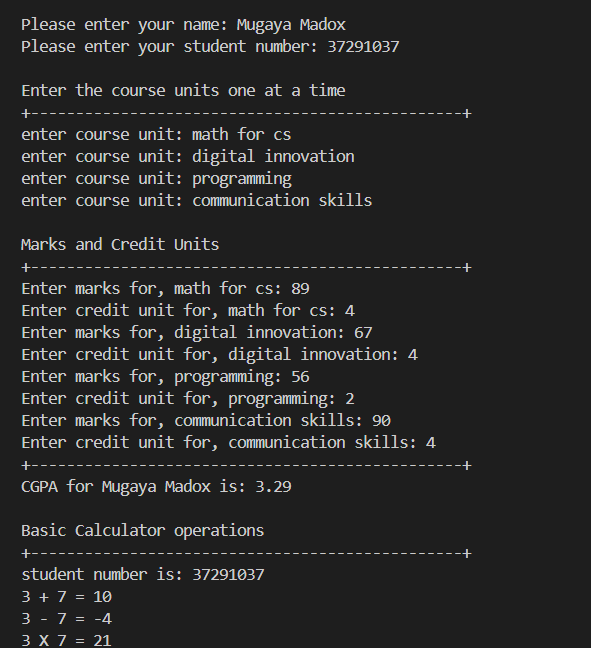 Please enter your name: Mugaya Madox
Please enter your student number: 37291037
Enter the course units one at a time
+------------------------------------------------+
enter course unit: math for cs
enter course unit: digital innovation
enter course unit: programming
enter course unit: communication skills
Marks and Credit Units
+------------------------------------------------+
Enter marks for, math for cs: 89
Enter credit unit for, math for cs: 4
Enter marks for, digital innovation: 67
Enter credit unit for, digital innovation: 4
Enter marks for, programming: 56
Enter credit unit for, programming: 2
Enter marks for, communication skills: 90
Enter credit unit for, communication skills: 4
+------------------------------------------------+
CGPA for Mugaya Madox is: 3.29
Basic Calculator operations
+------------------------------------------------+
student number is: 37291037
3 + 7 = 10
3 - 7 = -4
3 X 7 = 21